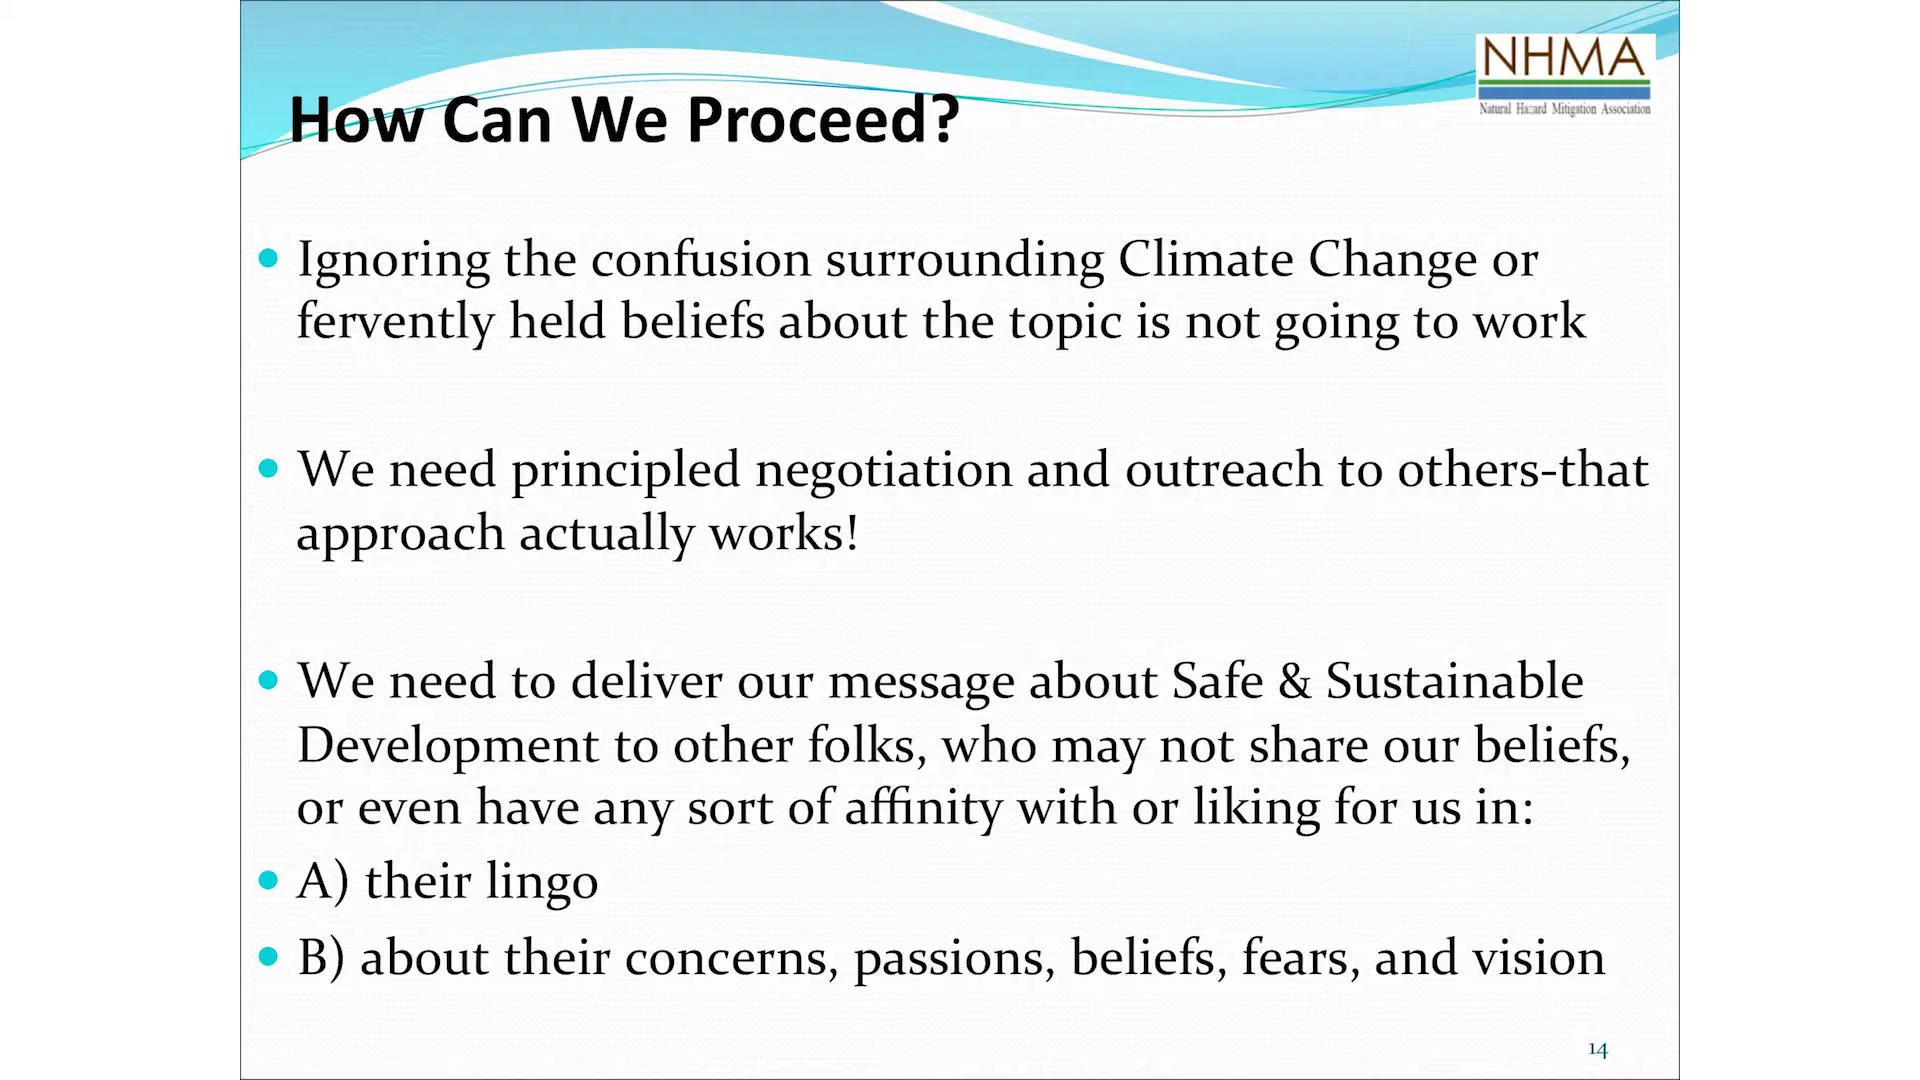 NHMA
Natural Hazard Mitigation Association
How Can We Proceed?
• Ignoring the confusion surrounding Climate Change or
fervently held beliefs about the topic is not going to work
• We need principled negotiation and outreach to others-that
approach actually works!
• We need to deliver our message about Safe & Sustainable
Development to other folks, who may not share our beliefs,
or even have any sort of affinity with or liking for us in:
• A) their lingo
• B) about their concerns, passions, beliefs, fears, and vision
14